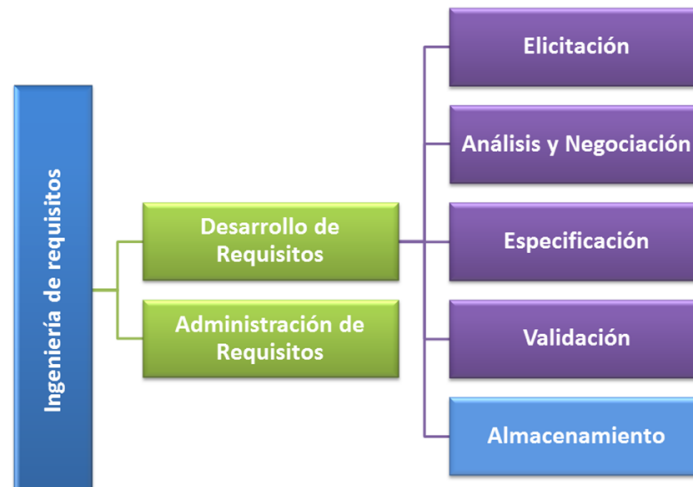 Ingeniería de requisitos
Desarrollo de
Requisitos
Administración de
Requisitos
Elicitación
Análisis y Negociación
Especificación
Validación
Almacenamiento